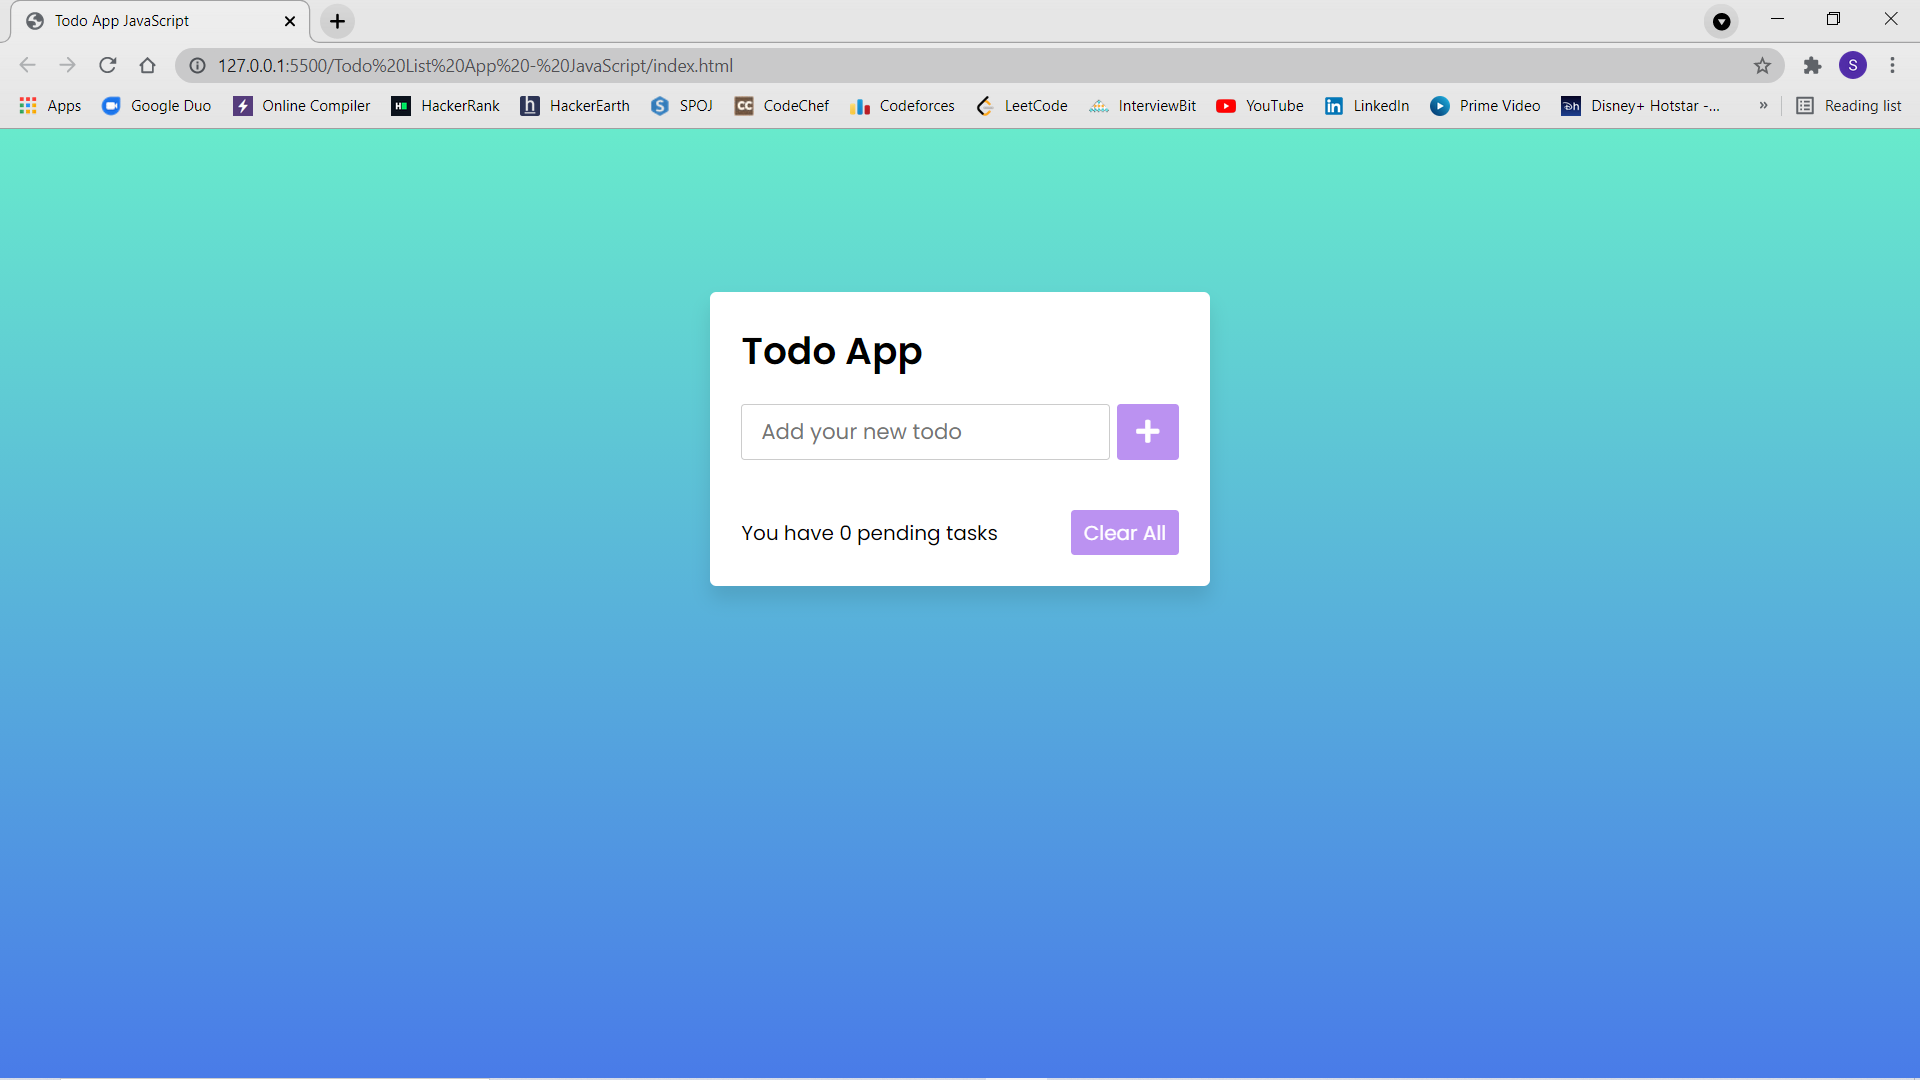 Todo App JavaScript
127.0.0.1:5500/Todo%20List%20App%20-%20JavaScript/index.html
S
Apps Google Duo Online Compiler HackerRank HackerEarth SPOJ CodeChef Codeforces LeetCode InterviewBit YouTube LinkedIn Prime Video Disney+ Hotstar -... » Reading list
Todo App
Add your new todo
You have 0 pending tasks Clear All